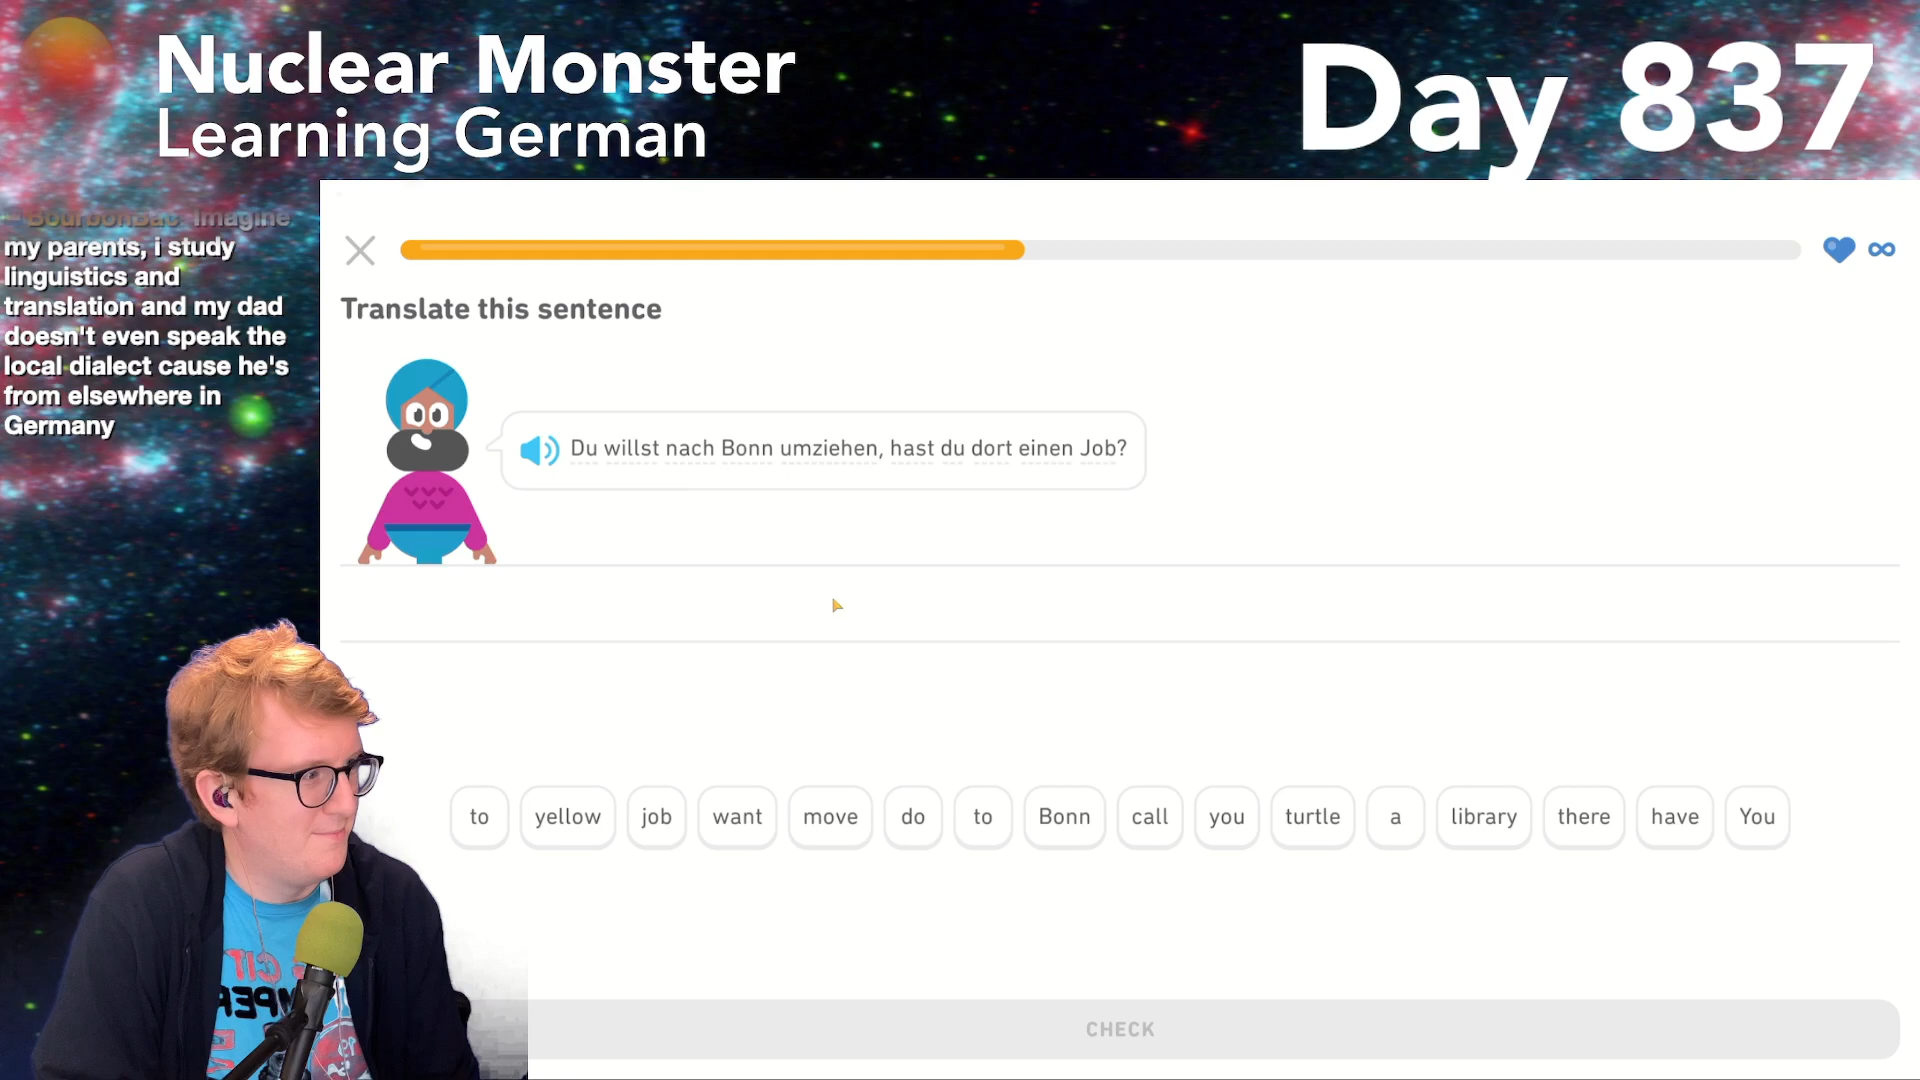 Nuclear Monster
Learning German
Day 837
BourbonBac: Imagine
my parents, i study
linguistics and
translation and my dad
doesn't even speak the
local dialect cause he's
from elsewhere in
Germany
Translate this sentence
Du willst nach Bonn umziehen, hast du dort einen Job?
to yellow job want move do to Bonn call you turtle a library there have You
CHECK